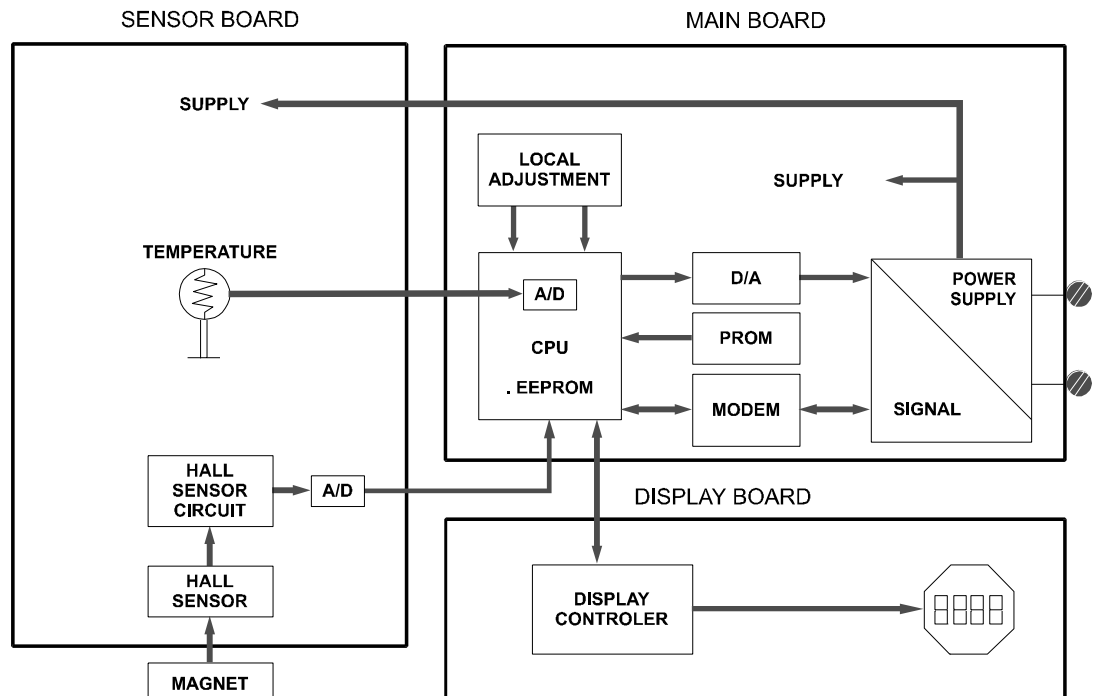 SENSOR BOARD
MAIN BOARD
SUPPLY
LOCAL
ADJUSTMENT
SUPPLY
TEMPERATURE
A/D
CPU
. EEPROM
D/A
PROM
MODEM
POWER
SUPPLY
SIGNAL
HALL
SENSOR
CIRCUIT
A/D
HALL
SENSOR
MAGNET
DISPLAY BOARD
DISPLAY
CONTROLER
8888